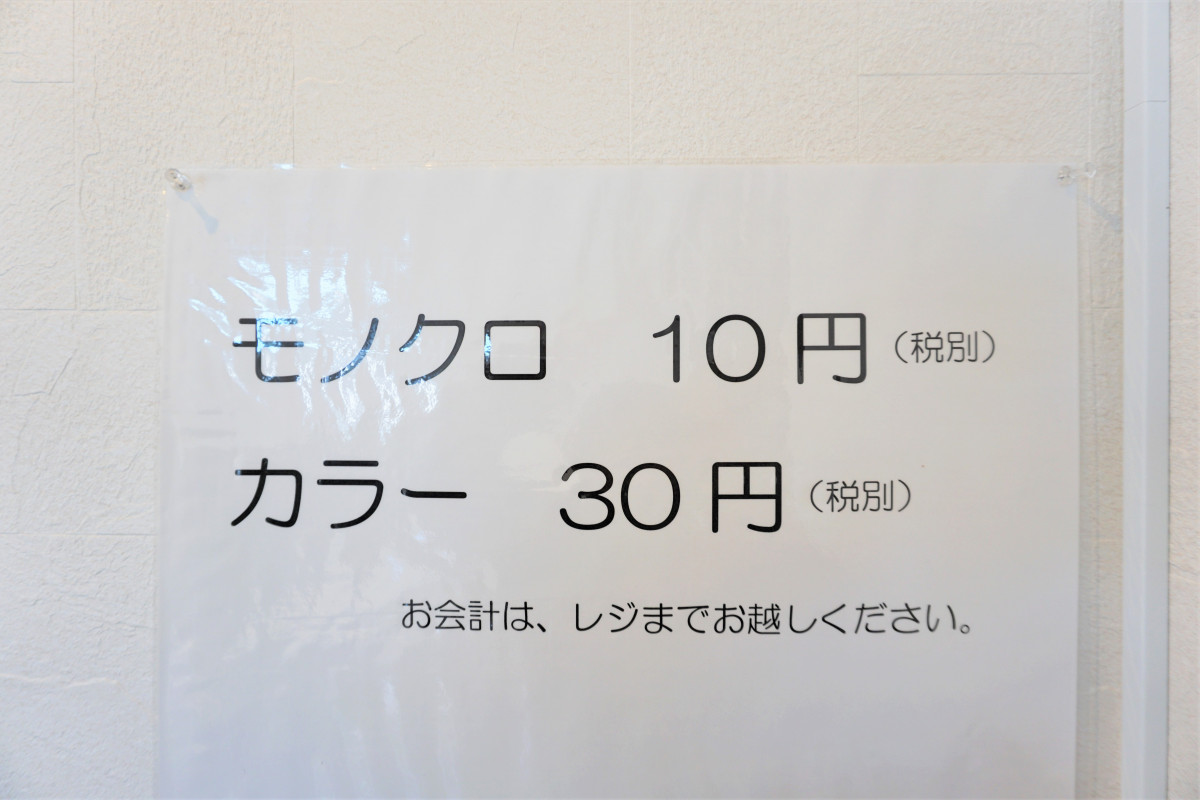 モノクロ 10円（税別）
カラー 30円（税別）
お会計は、レジまでお越しください。